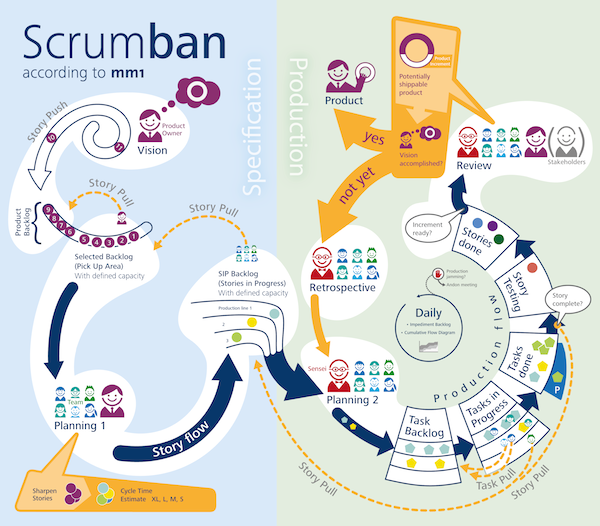 Scrumban
according to mm1
Specification
Production
Story Push
Product
Owner
Vision
11
10
Story Pull
Product
Backlog
9
8
7
6
5
4
3
2
1
Selected Backlog
(Pick Up Area)
With defined capacity
Story Pull
SIP Backlog
(Stories in Progress)
With defined capacity
Production line 1
2
3
Team
Planning 1
Story flow
Sharpen
Stories
Cycle Time
Estimate XL, L, M, S
Product
Product
Increment
Potentially
shippable
product
Vision
accomplished?
yes
not yet
Review
Stakeholders
Retrospective
Sensei
Planning 2
Increment
ready?
Stories
done
Story
Testing
Story
complete?
Production
jamming?
Andon meeting
Daily
• Impediment Backlog
• Cumulative Flow Diagram
Production flow
Tasks
done
P
Tasks in
Progress
Task
Backlog
Task Pull
Story Pull
Story Pull